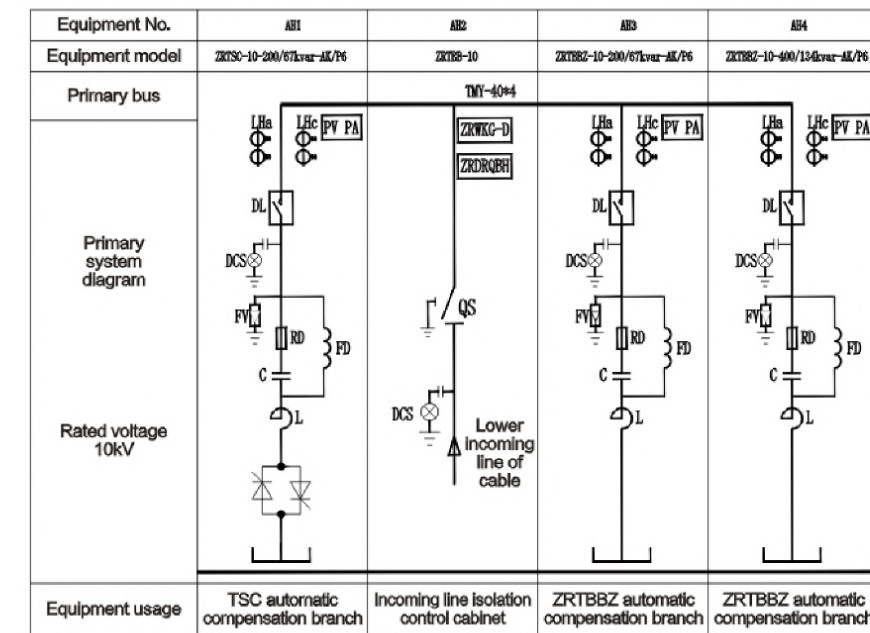 Equipment No. AH1 AH2 AH3 AH4
Equipment model ZRTSC-10-200/67kvar-AK/P6 ZRTBB-10 ZRTBBZ-10-200/67kvar-AK/P6 ZRTBBZ-10-400/134kvar-AK/P6
Primary bus TMY-40*4
LHa LHc PV PA ZRWKG-D LHa LHc PV PA LHa LHc PV PA
ZRDRQBH
DL DL DL
Primary
system
diagram
DCS DCS DCS
QS
FV RD FD FV RD FD FV RD FD
C C C
DCS
L L L
Rated voltage
10kV
Lower
incoming
line of
cable
Equipment usage
TSC automatic
compensation branch
Incoming line isolation
control cabinet
ZRTBBZ automatic
compensation branch
ZRTBBZ automatic
compensation branch